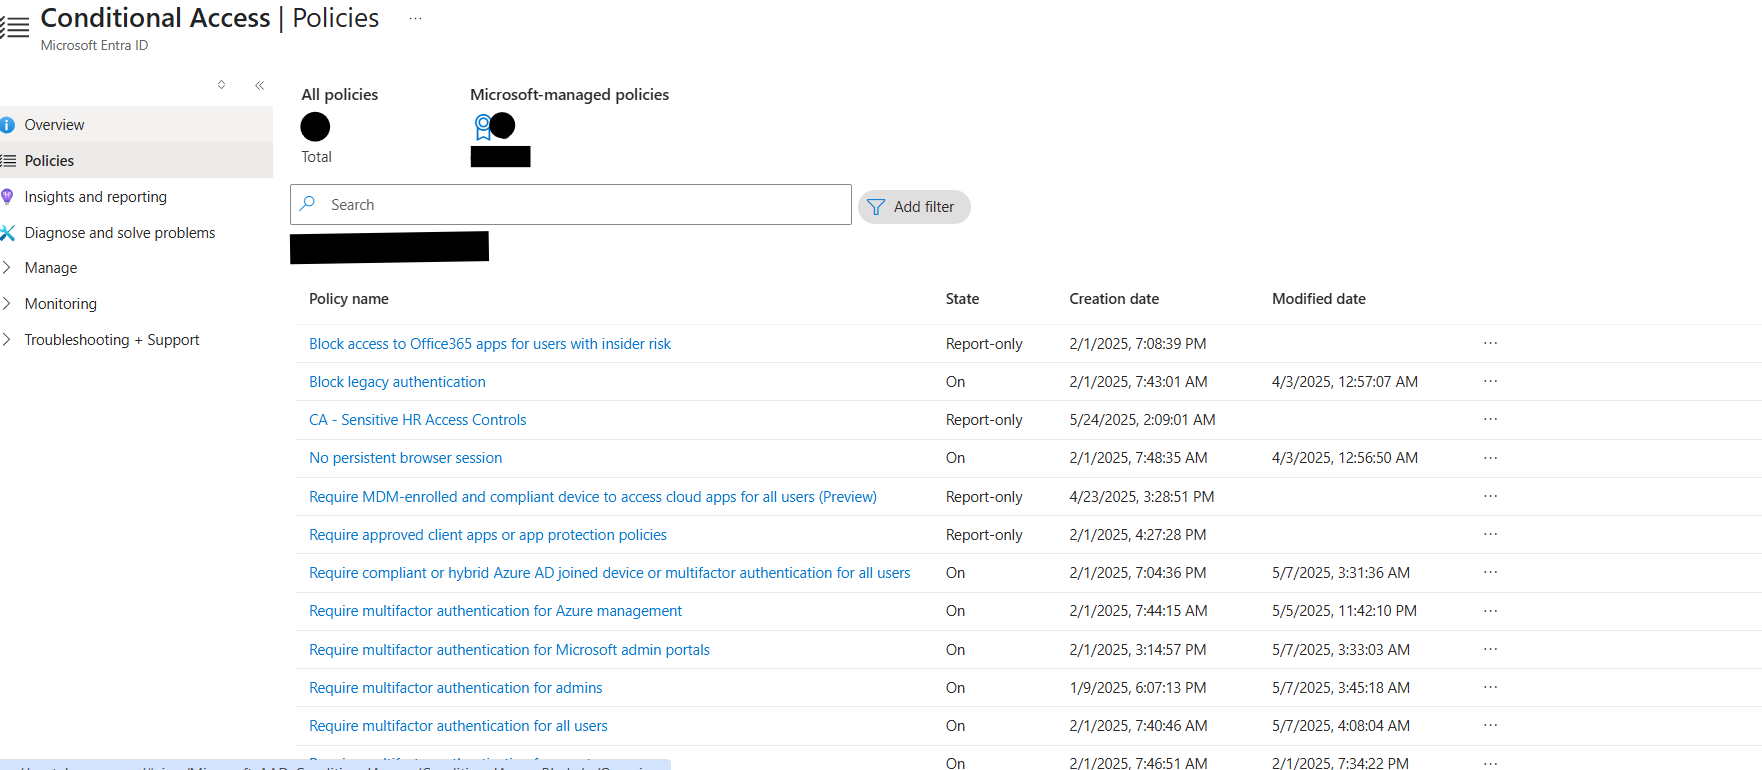 Conditional Access | Policies ...
Microsoft Entra ID
Overview
Policies
Insights and reporting
Diagnose and solve problems
Manage
Monitoring
Troubleshooting + Support
All policies
Total
Microsoft-managed policies
Search
Add filter
Policy name State Creation date Modified date
Block access to Office365 apps for users with insider risk Report-only 2/1/2025, 7:08:39 PM ...
Block legacy authentication On 2/1/2025, 7:43:01 AM 4/3/2025, 12:57:07 AM ...
CA - Sensitive HR Access Controls Report-only 5/24/2025, 2:09:01 AM ...
No persistent browser session On 2/1/2025, 7:48:35 AM 4/3/2025, 12:56:50 AM ...
Require MDM-enrolled and compliant device to access cloud apps for all users (Preview) Report-only 4/23/2025, 3:28:51 PM ...
Require approved client apps or app protection policies Report-only 2/1/2025, 4:27:28 PM ...
Require compliant or hybrid Azure AD joined device or multifactor authentication for all users On 2/1/2025, 7:04:36 PM 5/7/2025, 3:31:36 AM ...
Require multifactor authentication for Azure management On 2/1/2025, 7:44:15 AM 5/5/2025, 11:42:10 PM ...
Require multifactor authentication for Microsoft admin portals On 2/1/2025, 3:14:57 PM 5/7/2025, 3:33:03 AM ...
Require multifactor authentication for admins On 1/9/2025, 6:07:13 PM 5/7/2025, 3:45:18 AM ...
Require multifactor authentication for all users On 2/1/2025, 7:40:46 AM 5/7/2025, 4:08:04 AM ...
On 2/1/2025, 7:46:51 AM 2/1/2025, 7:34:22 PM ...